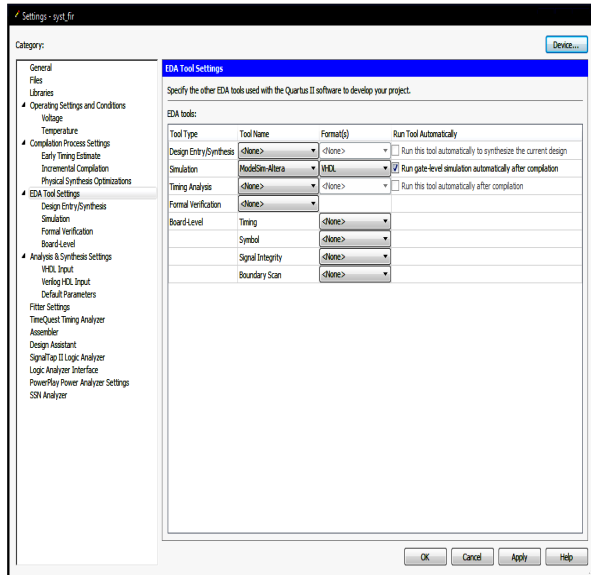 Settings - syst_fir
Category:
Device...
General
Files
Libraries
Operating Settings and Conditions
Voltage
Temperature
Compilation Process Settings
Early Timing Estimate
Incremental Compilation
Physical Synthesis Optimizations
EDA Tool Settings
Design Entry/Synthesis
Simulation
Formal Verification
Board-Level
Analysis & Synthesis Settings
VHDL Input
Verilog HDL Input
Default Parameters
Fitter Settings
TimeQuest Timing Analyzer
Assembler
Design Assistant
SignalTap II Logic Analyzer
Logic Analyzer Interface
PowerPlay Power Analyzer Settings
SSN Analyzer
EDA Tool Settings
Specify the other EDA tools used with the Quartus II software to develop your project.
EDA tools:
Tool Type Tool Name Format(s) Run Tool Automatically
Design Entry/Synthesis <None> <None> Run this tool automatically to synthesize the current design
Simulation ModelSim-Altera VHDL Run gate-level simulation automatically after compilation
Timing Analysis <None> <None> Run this tool automatically after compilation
Formal Verification <None>
Board-Level Timing <None>
Symbol <None>
Signal Integrity <None>
Boundary Scan <None>
OK Cancel Apply Help